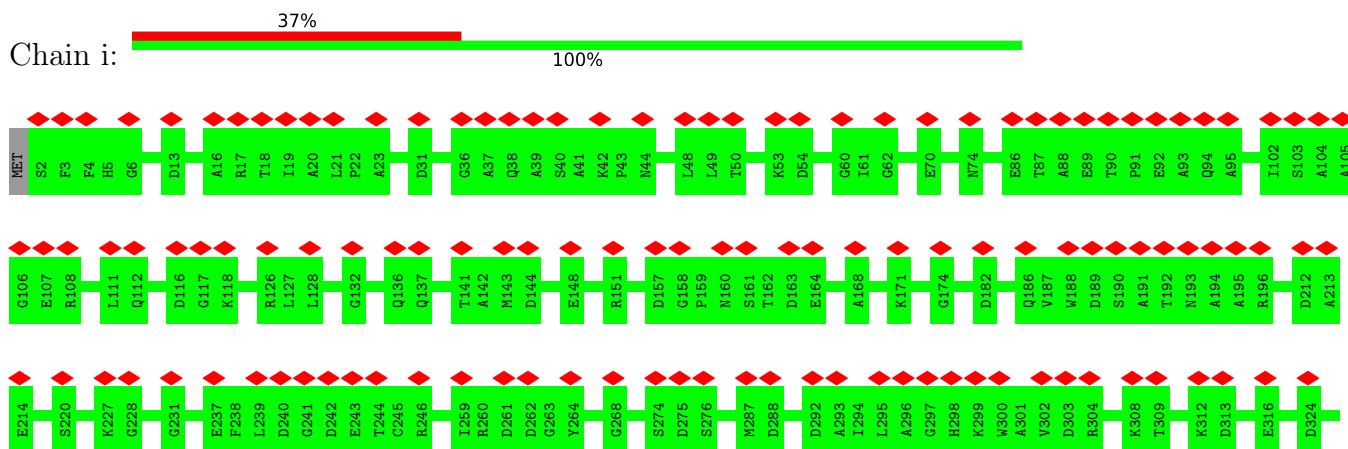 37%
Chain i:
100%
MET S2 F3 F4 H5 G6 D13 A16 R17 T18 I19 A20 L21 P22 A23 D31 G36 A37 Q38 A39 S40 A41 K42 P43 N44 L48 L49 T50 K53 D54 G60 I61 G62 E70 N74 E86 T87 A88 E89 T90 P91 E92 A93 Q94 A95 I102 S103 A104 A105
G106 E107 R108 L111 Q112 D116 G117 K118 R126 L127 L128 G132 Q136 Q137 T141 A142 M143 D144 E148 R151 D157 G158 P159 N160 S161 T162 D163 E164 A168 K171 G174 D182 Q186 V187 W188 D189 S190 A191 T192 N193 A194 A195 R196 D212 A213
E214 S220 K227 G228 G231 E237 F238 L239 D240 G241 D242 E243 T244 C245 R246 I259 R260 D261 D262 G263 Y264 G268 S274 D275 S276 M287 D288 D292 A293 I294 L295 A296 G297 H298 K299 W300 A301 V302 D303 R304 K308 T309 K312 D313 E316 D324